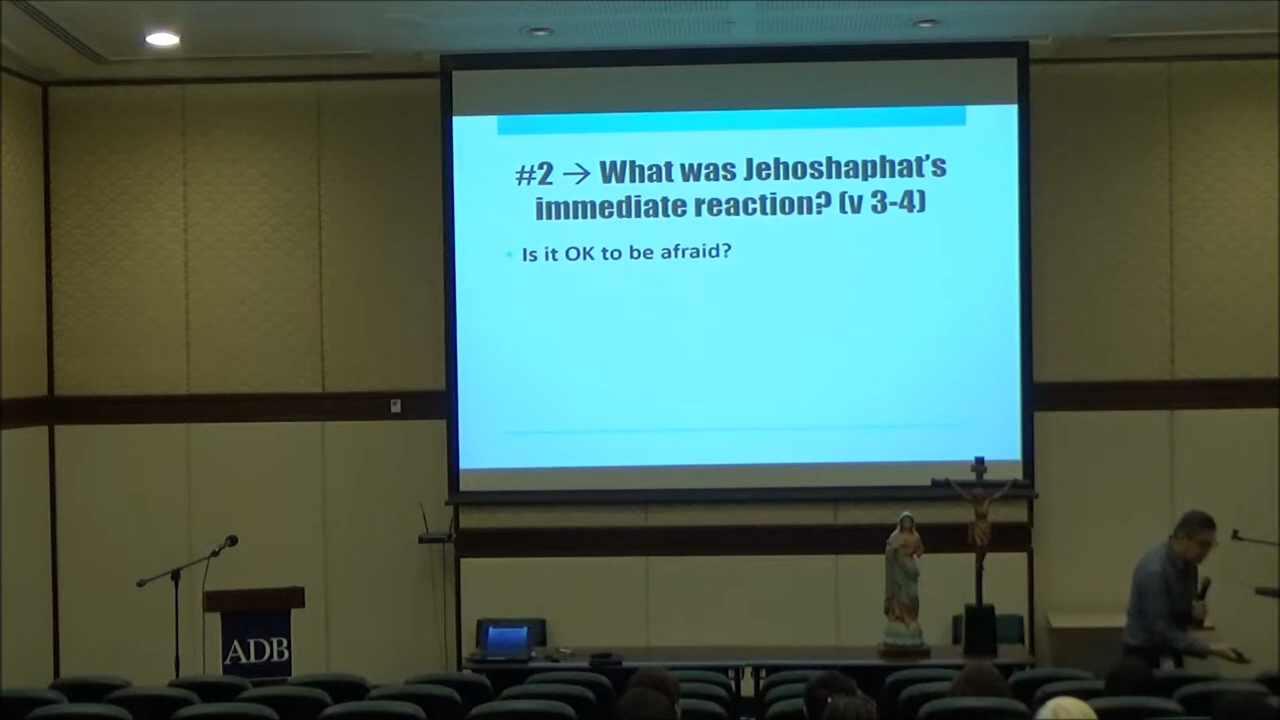 #2 → What was Jehoshaphat's
immediate reaction? (v 3-4)
• Is it OK to be afraid?
ADB